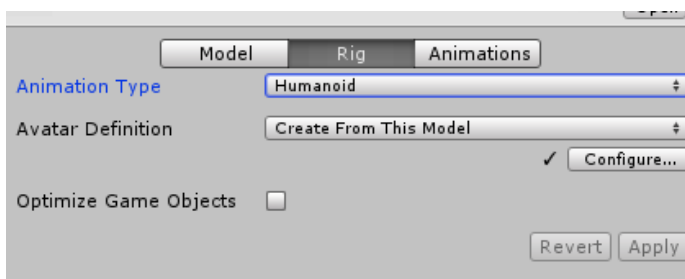 Model Rig Animations
Animation Type Humanoid
Avatar Definition Create From This Model
✓ Configure...
Optimize Game Objects
Revert Apply